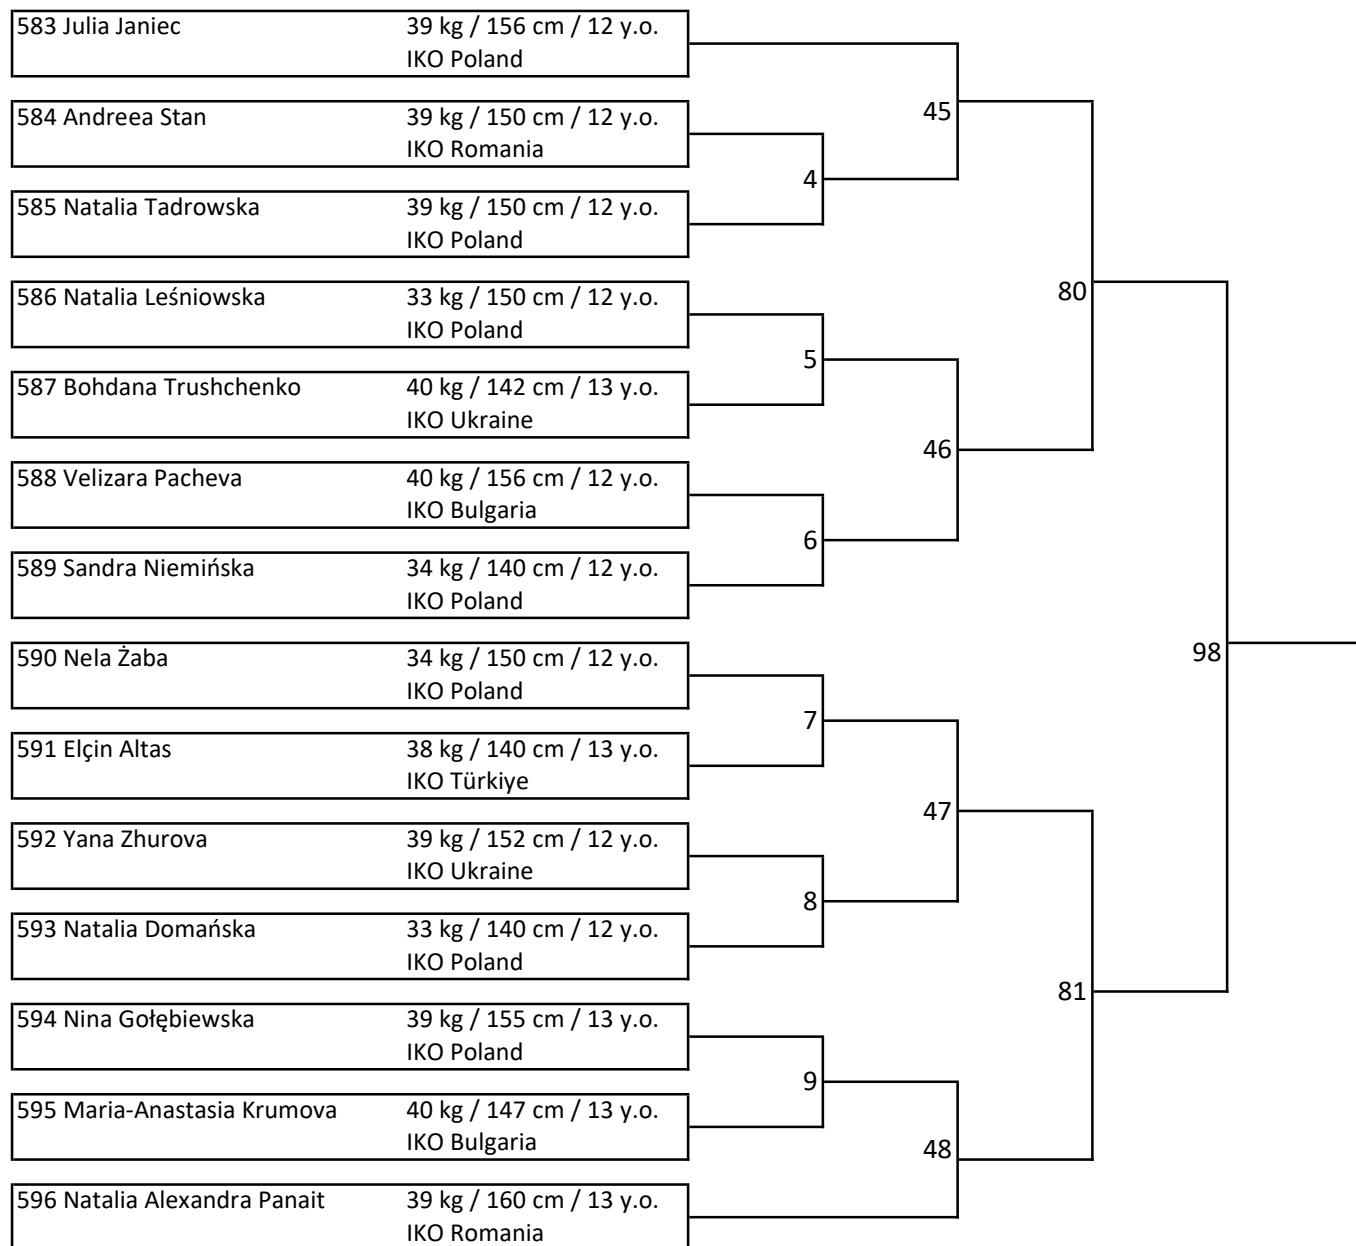 583 Julia Janiec 39 kg / 156 cm / 12 y.o.
IKO Poland
45
584 Andreea Stan 39 kg / 150 cm / 12 y.o.
IKO Romania
4
585 Natalia Tadrowska 39 kg / 150 cm / 12 y.o.
IKO Poland
586 Natalia Leśniowska 33 kg / 150 cm / 12 y.o.
80
IKO Poland
5
587 Bohdana Trushchenko 40 kg / 142 cm / 13 y.o.
IKO Ukraine
46
588 Velizara Pacheva 40 kg / 156 cm / 12 y.o.
IKO Bulgaria
6
589 Sandra Niemińska 34 kg / 140 cm / 12 y.o.
IKO Poland
98
590 Nela Żaba 34 kg / 150 cm / 12 y.o.
IKO Poland
7
591 Elçin Altas 38 kg / 140 cm / 13 y.o.
IKO Türkiye
47
592 Yana Zhurova 39 kg / 152 cm / 12 y.o.
IKO Ukraine
8
593 Natalia Domańska 33 kg / 140 cm / 12 y.o.
IKO Poland
81
594 Nina Gołębiewska 39 kg / 155 cm / 13 y.o.
IKO Poland
9
595 Maria-Anastasia Krumova 40 kg / 147 cm / 13 y.o.
IKO Bulgaria
48
596 Natalia Alexandra Panait 39 kg / 160 cm / 13 y.o.
IKO Romania